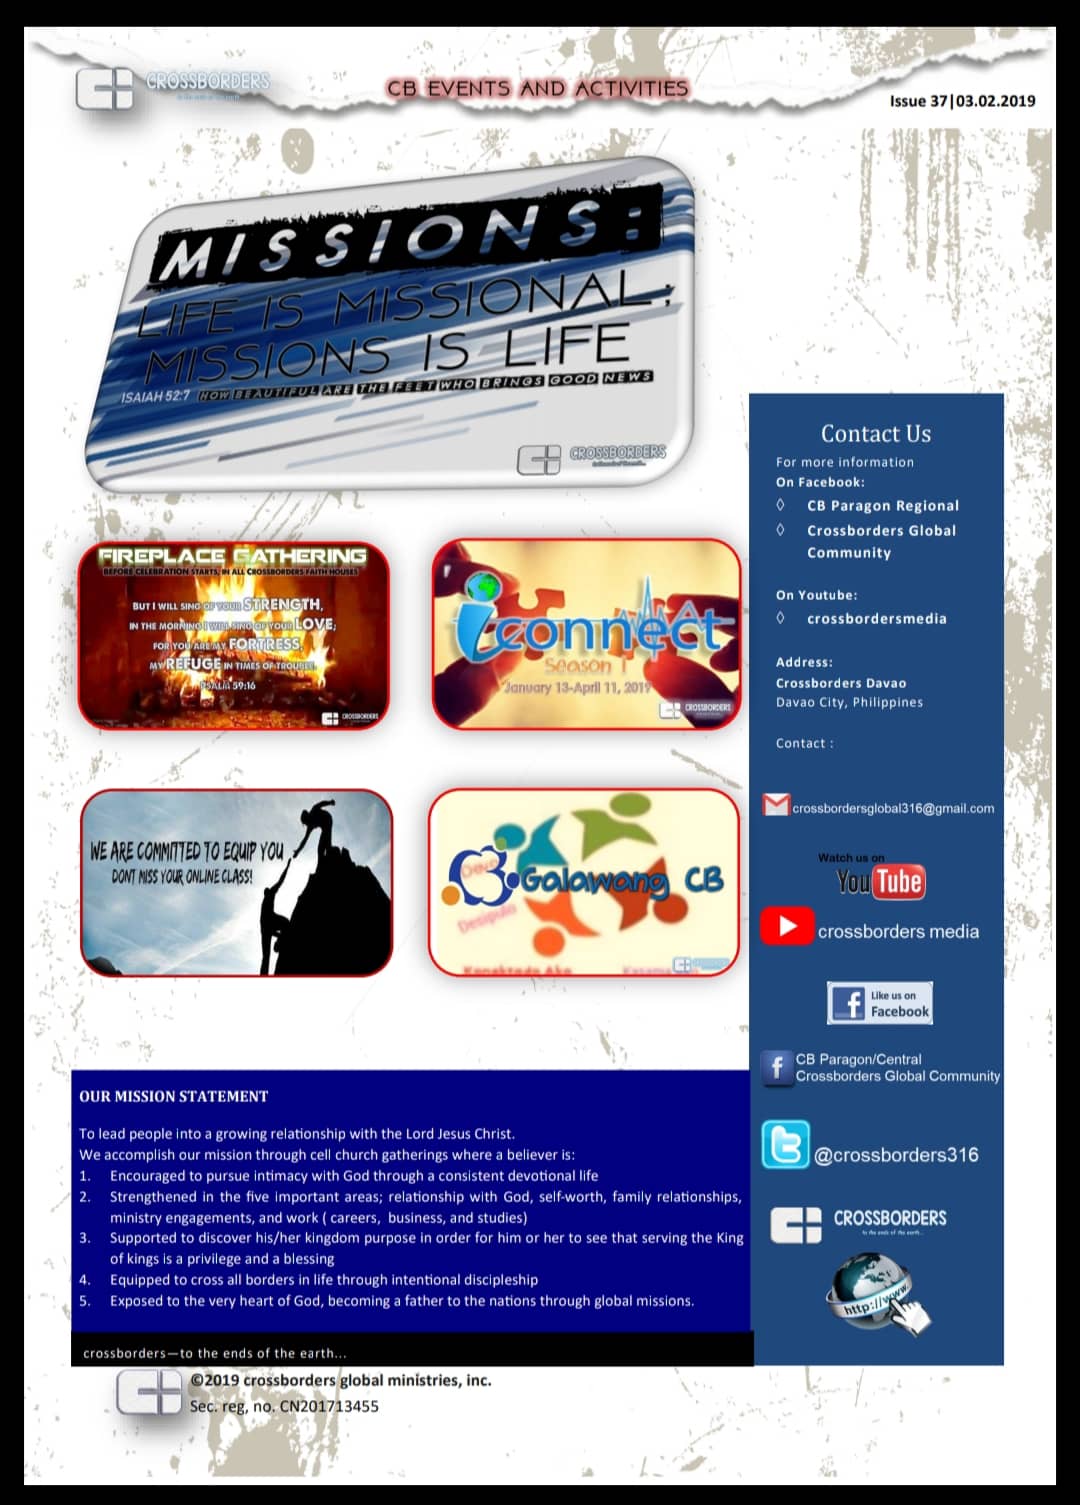 CROSSBORDERS
CB EVENTS AND ACTIVITIES
Issue 37|03.02.2019
MISSIONS:
LIFE IS MISSIONAL;
MISSIONS IS LIFE
ISAIAH 52:7 HOW BEAUTIFUL ARE THE FEET WHO BRINGS GOOD NEWS
CROSSBORDERS
FIREPLACE GATHERING
BEFORE CELEBRATION STARTS, IN ALL CROSSBORDERS FAITH HOUSES
BUT I WILL SING OF YOUR STRENGTH,
IN THE MORNING I WILL SING OF YOUR LOVE;
FOR YOU ARE MY FORTRESS,
MY REFUGE IN TIMES OF TROUBLE.
PSALM 59:16
CROSSBORDERS
iconnect
Season 1
January 13-April 11, 2019
CROSSBORDERS
WE ARE COMMITTED TO EQUIP YOU
DONT MISS YOUR ONLINE CLASS!
Galawang CB
Desipulo
Konektado Ako
Contact Us
For more information
On Facebook:
◊ CB Paragon Regional
◊ Crossborders Global
Community
On Youtube:
◊ crossbordersmedia
Address:
Crossborders Davao
Davao City, Philippines
Contact :
crossbordersglobal316@gmail.com
Watch us on
YouTube
crossborders media
Like us on
Facebook
CB Paragon/Central
Crossborders Global Community
@crossborders316
CROSSBORDERS
to the ends of the earth...
http://www.
OUR MISSION STATEMENT
To lead people into a growing relationship with the Lord Jesus Christ.
We accomplish our mission through cell church gatherings where a believer is:
1. Encouraged to pursue intimacy with God through a consistent devotional life
2. Strengthened in the five important areas; relationship with God, self-worth, family relationships,
ministry engagements, and work ( careers, business, and studies)
3. Supported to discover his/her kingdom purpose in order for him or her to see that serving the King
of kings is a privilege and a blessing
4. Equipped to cross all borders in life through intentional discipleship
5. Exposed to the very heart of God, becoming a father to the nations through global missions.
crossborders—to the ends of the earth...
©2019 crossborders global ministries, inc.
Sec. reg, no. CN201713455